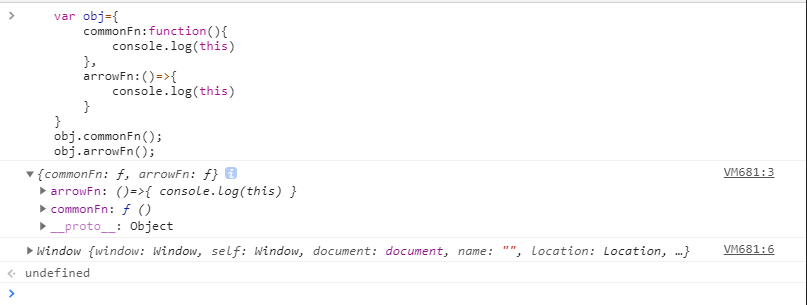 var obj={
commonFn:function(){
console.log(this)
},
arrowFn:()=>{
console.log(this)
}
}
obj.commonFn();
obj.arrowFn();
{commonFn: ƒ, arrowFn: ƒ} i VM681:3
arrowFn: ()=>{ console.log(this) }
commonFn: ƒ ()
__proto__: Object
Window {window: Window, self: Window, document: document, name: "", location: Location, …} VM681:6
undefined